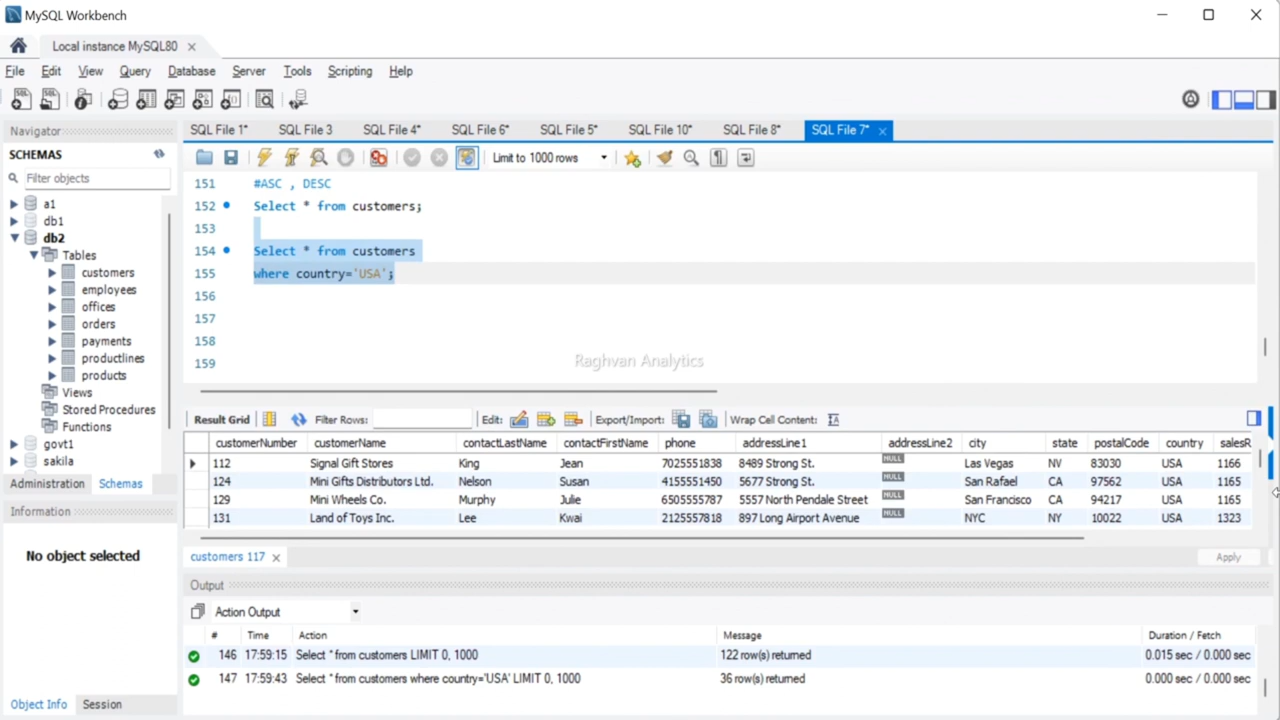 MySQL Workbench
Local instance MySQL80
File Edit View Query Database Server Tools Scripting Help
Navigator
SCHEMAS
Filter objects
a1
db1
db2
Tables
customers
employees
offices
orders
payments
productlines
products
Views
Stored Procedures
Functions
govt1
sakila
Administration Schemas
Information
No object selected
Object Info Session
SQL File 1* SQL File 3 SQL File 4* SQL File 6* SQL File 5* SQL File 10* SQL File 8* SQL File 7*
Limit to 1000 rows
151 #ASC , DESC
152 Select * from customers;
153
154 Select * from customers
155 where country='USA';
156
157
158
159
Raghvan Analytics
Result Grid Filter Rows: Edit: Export/Import: Wrap Cell Content:
customerNumber customerName contactLastName contactFirstName phone addressLine1 addressLine2 city state postalCode country salesR
112 Signal Gift Stores King Jean 7025551838 8489 Strong St. NULL Las Vegas NV 83030 USA 1166
124 Mini Gifts Distributors Ltd. Nelson Susan 4155551450 5677 Strong St. NULL San Rafael CA 97562 USA 1165
129 Mini Wheels Co. Murphy Julie 6505555787 5557 North Pendale Street NULL San Francisco CA 94217 USA 1165
131 Land of Toys Inc. Lee Kwai 2125557818 897 Long Airport Avenue NULL NYC NY 10022 USA 1323
customers 117
Apply
Output
Action Output
# Time Action Message Duration / Fetch
146 17:59:15 Select * from customers LIMIT 0, 1000 122 row(s) returned 0.015 sec / 0.000 sec
147 17:59:43 Select * from customers where country='USA' LIMIT 0, 1000 36 row(s) returned 0.000 sec / 0.000 sec